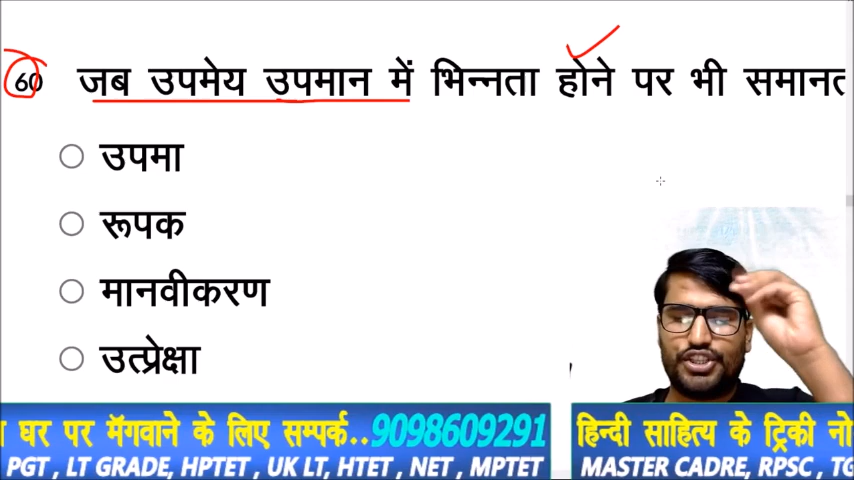 60 जब उपमेय उपमान में भिन्नता होने पर भी समानत
उपमा
रूपक
मानवीकरण
उत्प्रेक्षा
घर पर मॅगवाने के लिए सम्पर्क..9098609291
PGT , LT GRADE, HPTET , UK LT, HTET , NET , MPTET
हिन्दी साहित्य के ट्रिकी नो
MASTER CADRE, RPSC , TG